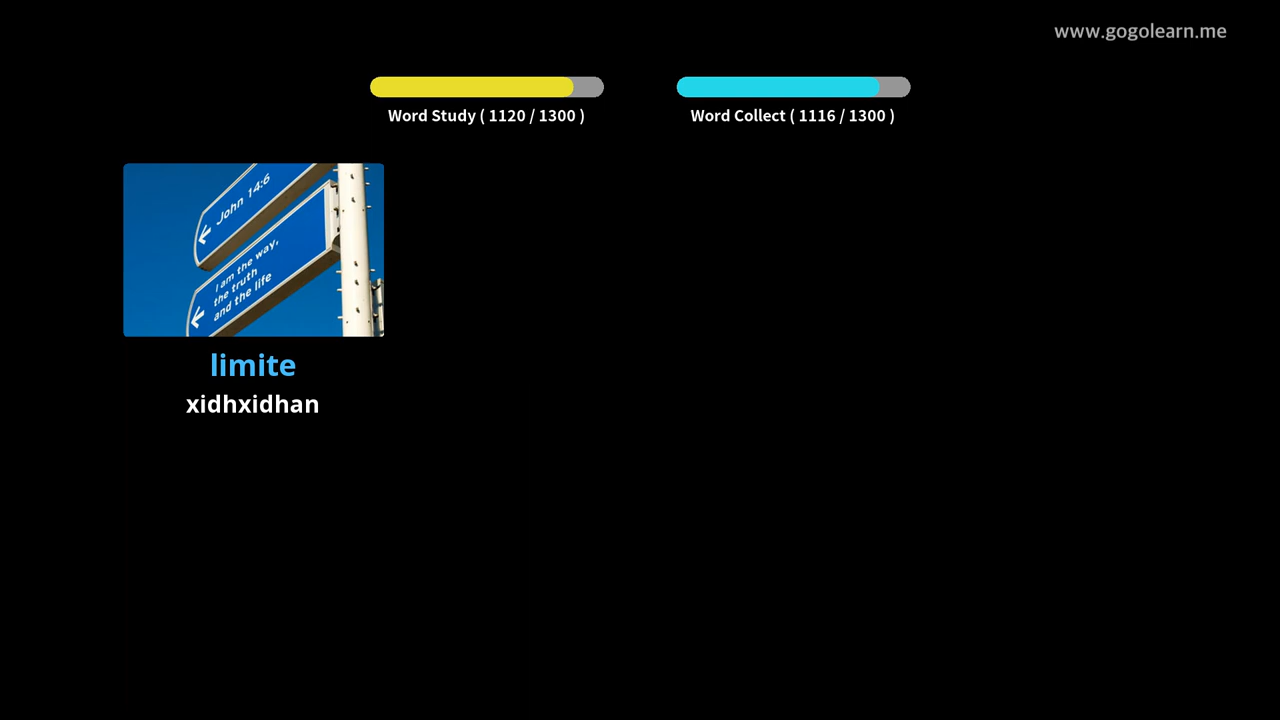 www.gogolearn.me
Word Study ( 1120 / 1300 )
Word Collect ( 1116 / 1300 )
John 14:6
I am the way,
the truth
and the life
limite
xidhxidhan